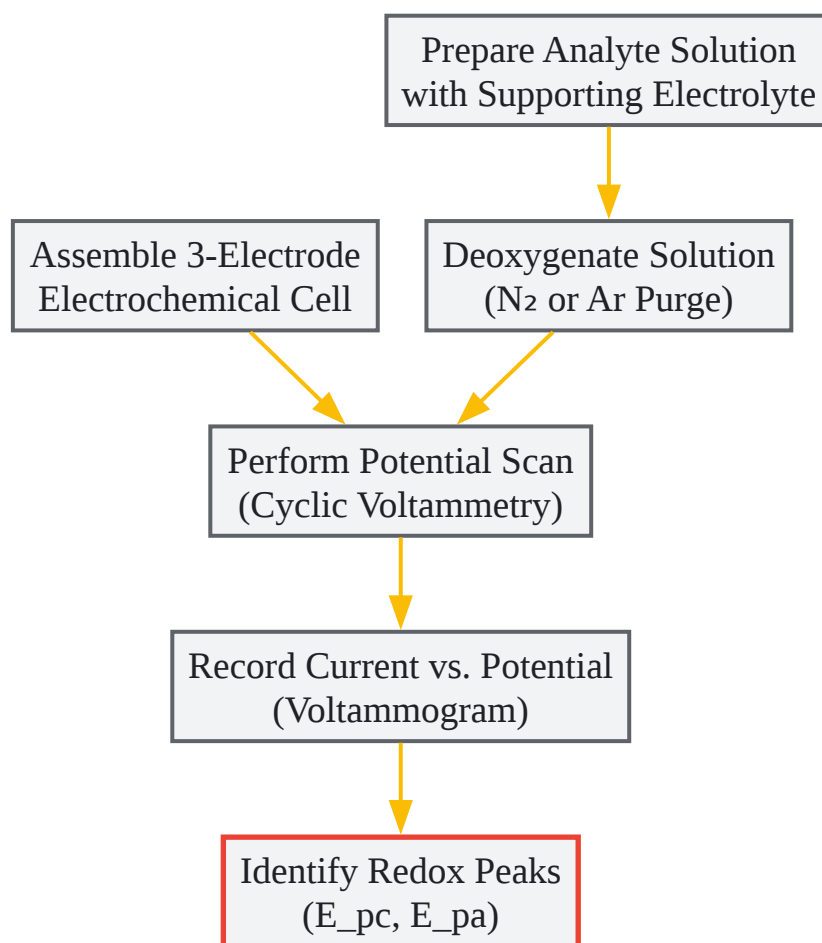 Prepare Analyte Solution
with Supporting Electrolyte
Assemble 3-Electrode
Electrochemical Cell
Deoxygenate Solution
(N₂ or Ar Purge)
Perform Potential Scan
(Cyclic Voltammetry)
Record Current vs. Potential
(Voltammogram)
Identify Redox Peaks
(E_pc, E_pa)